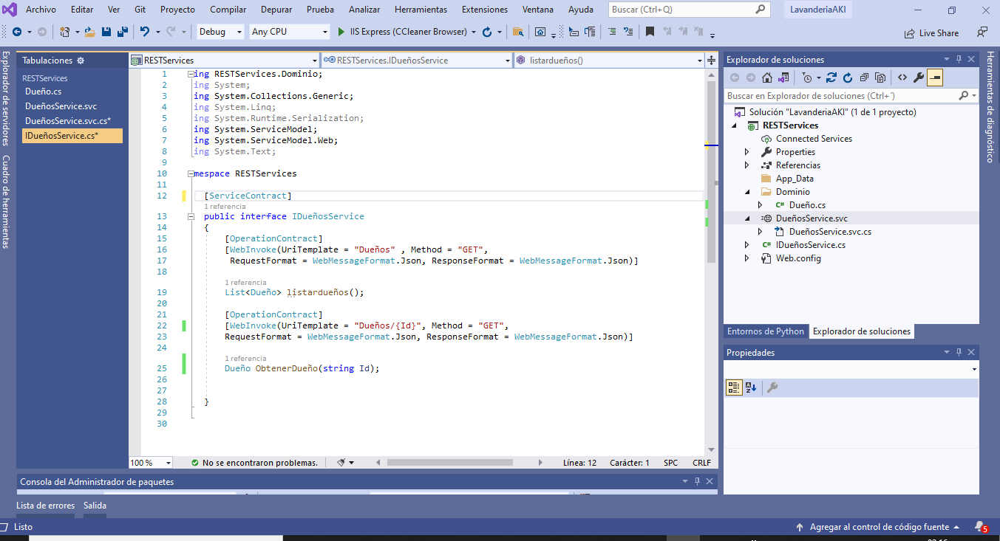 Archivo Editar Ver Git Proyecto Compilar Depurar Prueba Analizar Herramientas Extensiones Ventana Ayuda Buscar (Ctrl+Q) LavanderiaAKI
Debug Any CPU IIS Express (CCleaner Browser) Live Share
Explorador de servidores
Cuadro de herramientas
Tabulaciones
RESTServices
Dueño.cs
DueñosService.svc
DueñosService.svc.cs*
IDueñosService.cs*
RESTServices RESTServices.IDueñosService listardueños()
1 ing RESTServices.Dominio;
2 ing System;
3 ing System.Collections.Generic;
4 ing System.Linq;
5 ing System.Runtime.Serialization;
6 ing System.ServiceModel;
7 ing System.ServiceModel.Web;
8 ing System.Text;
9
10 mespace RESTServices
11
12 [ServiceContract]
1 referencia
13 public interface IDueñosService
14 {
15 [OperationContract]
16 [WebInvoke(UriTemplate = "Dueños" , Method = "GET",
17 RequestFormat = WebMessageFormat.Json, ResponseFormat = WebMessageFormat.Json)]
18
1 referencia
19 List<Dueño> listardueños();
20
21 [OperationContract]
22 [WebInvoke(UriTemplate = "Dueños/{Id}", Method = "GET",
23 RequestFormat = WebMessageFormat.Json, ResponseFormat = WebMessageFormat.Json)]
24
1 referencia
25 Dueño ObtenerDueño(string Id);
26
27
28 }
29
30
100 % No se encontraron problemas. Línea: 12 Carácter: 1 SPC CRLF
Explorador de soluciones
Buscar en Explorador de soluciones (Ctrl+´)
Solución "LavanderiaAKI" (1 de 1 proyecto)
RESTServices
Connected Services
Properties
Referencias
App_Data
Dominio
C# Dueño.cs
DueñosService.svc
DueñosService.svc.cs
C# IDueñosService.cs
Web.config
Entornos de Python Explorador de soluciones
Propiedades
Herramientas de diagnóstico
Consola del Administrador de paquetes
Lista de errores Salida
Listo Agregar al control de código fuente 5